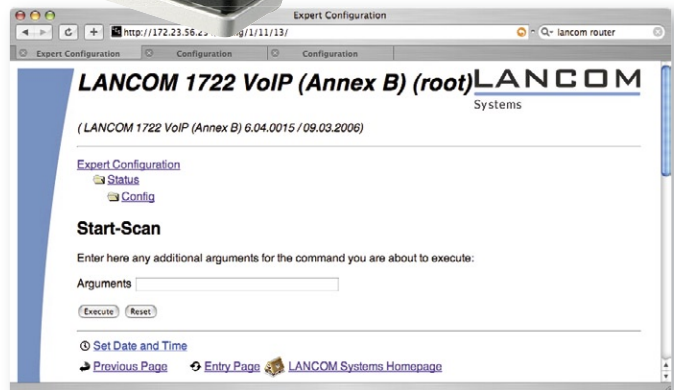 Expert Configuration
http://172.23.56.2 g/1/11/13/
lancom router
Expert Configuration Configuration Configuration
LANCOM 1722 VoIP (Annex B) (root)
LANCOM
Systems
( LANCOM 1722 VoIP (Annex B) 6.04.0015 / 09.03.2006)
Expert Configuration
Status
Config
Start-Scan
Enter here any additional arguments for the command you are about to execute:
Arguments
Execute Reset
Set Date and Time
Previous Page Entry Page LANCOM Systems Homepage